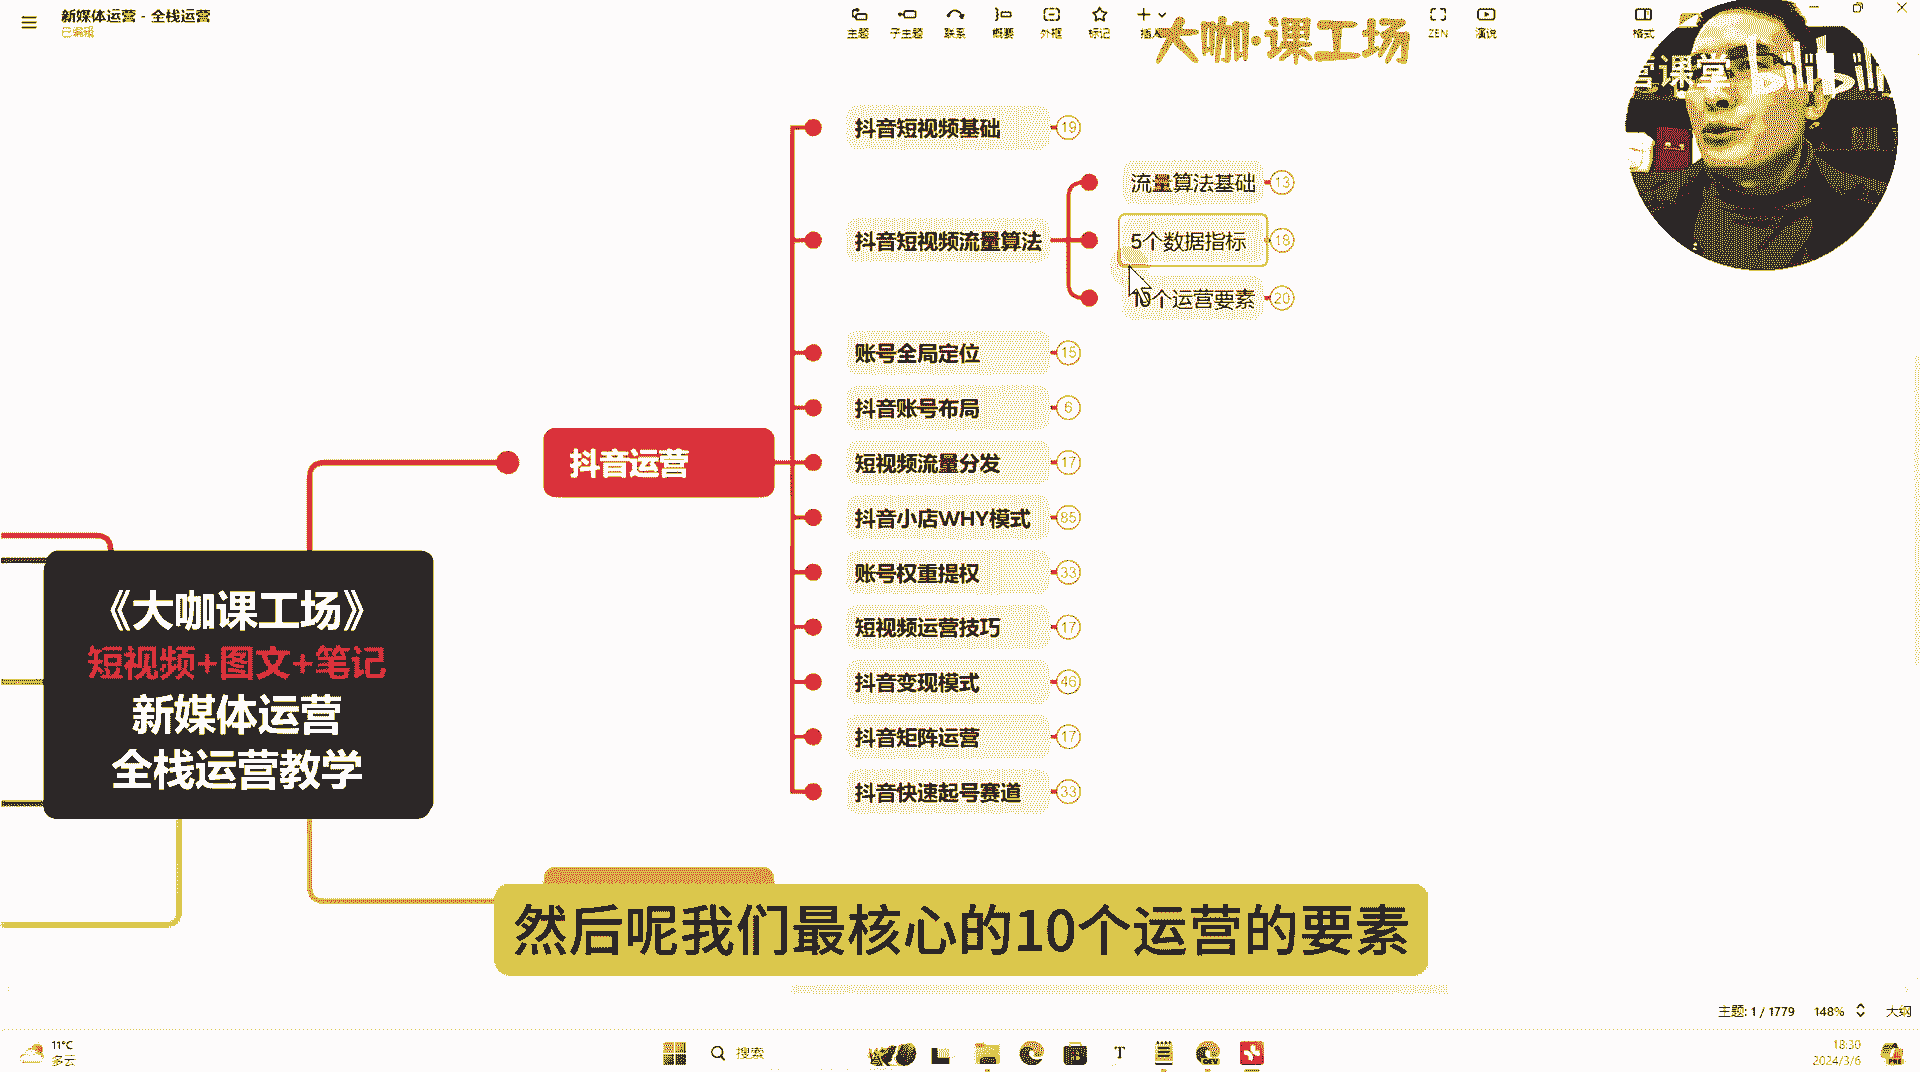 新媒体运营 - 全栈运营
已编辑
主题
子主题
联系
概要
外框
标记
插入
ZEN
演说
格式
大咖·课工场
营课堂 bilibili
抖音短视频基础 19
抖音短视频流量算法
流量算法基础 13
5个数据指标 18
10个运营要素 20
账号全局定位 15
抖音账号布局 6
短视频流量分发 17
抖音小店WHY模式 85
账号权重提权 33
短视频运营技巧 17
抖音变现模式 46
抖音矩阵运营 17
抖音快速起号赛道 33
抖音运营
《大咖课工场》
短视频+图文+笔记
新媒体运营
全栈运营教学
然后呢我们最核心的10个运营的要素
主题: 1 / 1779
148%
大纲
11°C
多云
搜索
18:30
2024/3/6